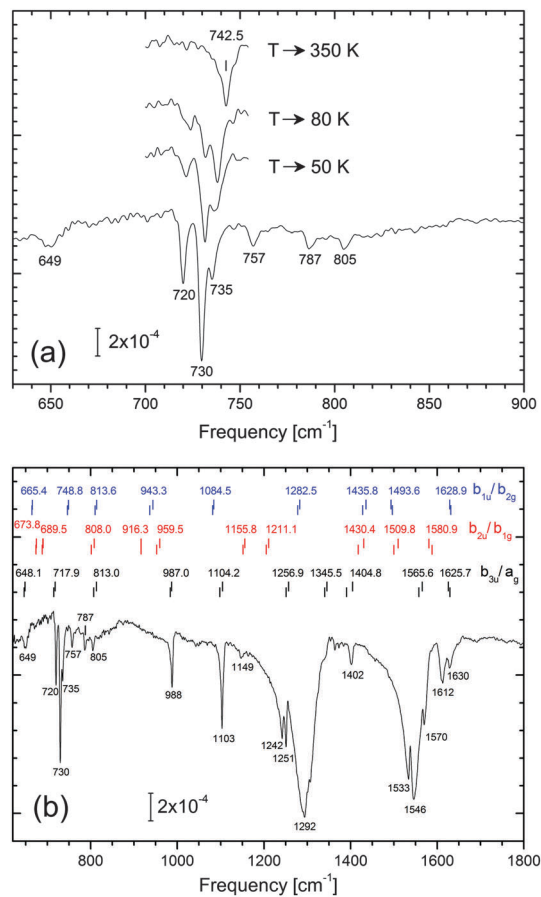 742.5
T→350 K
T→80 K
T→50 K
649
757
787
805
720
735
730
(a)
2x10⁻⁴
650 700 750 800 850 900
Frequency [cm⁻¹]
665.4 748.8 813.6 943.3 1084.5 1282.5 1435.8 1493.6 1628.9 b1u/b2g
673.8 689.5 808.0 916.3 959.5 1155.8 1211.1 1430.4 1509.8 1580.9 b2u/b1g
648.1 717.9 813.0 987.0 1104.2 1256.9 1345.5 1404.8 1565.6 1625.7 b3u/ag
787
649 757 805 1149 1402 1630
720 735 988 1612
1103 1242 1570
1251
730 1533
1546
1292
(b)
2x10⁻⁴
800 1000 1200 1400 1600 1800
Frequency [cm⁻¹]